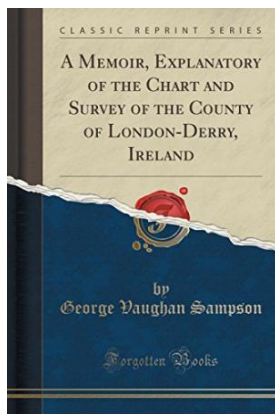 CLASSIC REPRINT SERIES
A MEMOIR, EXPLANATORY
OF THE CHART AND
SURVEY OF THE COUNTY
OF LONDON-DERRY,
IRELAND
by
George Vaughan Sampson
Forgotten Books